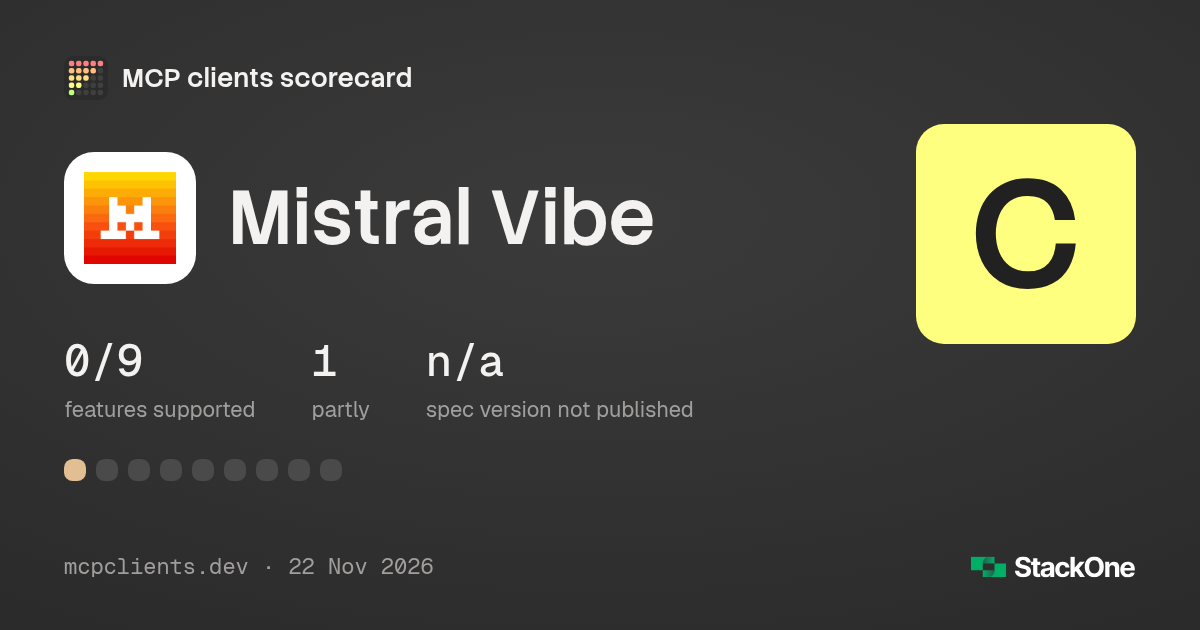 MCP clients scorecard
Mistral Vibe
C
0/9
features supported
1
partly
n/a
spec version not published
mcpclients.dev · 22 Nov 2026
StackOne